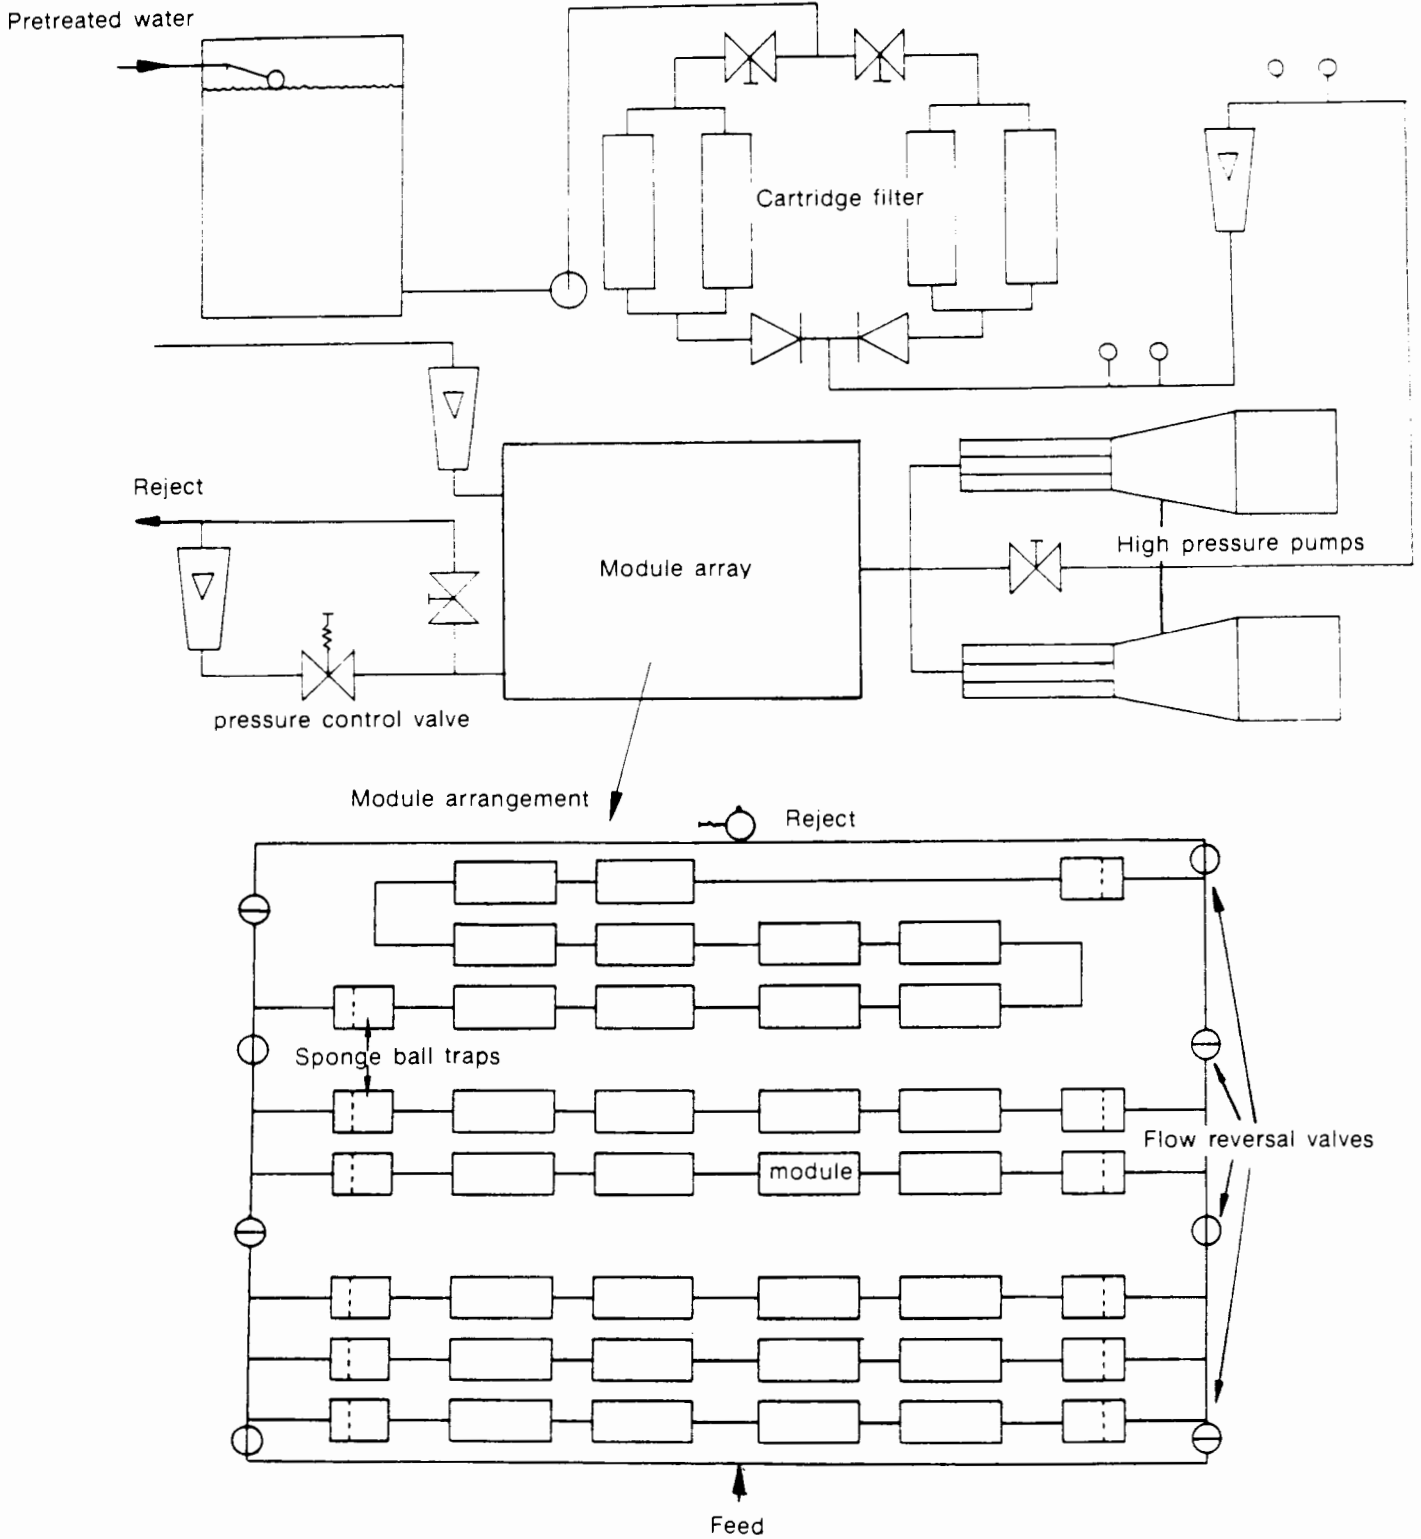 Pretreated water
Cartridge filter
Reject
High pressure pumps
Module array
pressure control valve
Module arrangement
Reject
Sponge ball traps
Flow reversal valves
module
Feed